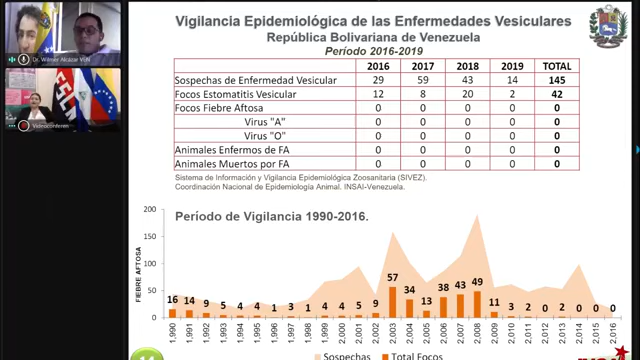 Vigilancia Epidemiológica de las Enfermedades Vesiculares
República Bolivariana de Venezuela
Período 2016-2019
2016 2017 2018 2019 TOTAL
Sospechas de Enfermedad Vesicular 29 59 43 14 145
Focos Estomatitis Vesicular 12 8 20 2 42
Focos Fiebre Aftosa 0 0 0 0 0
Virus "A" 0 0 0 0 0
Virus "O" 0 0 0 0 0
Animales Enfermos de FA 0 0 0 0 0
Animales Muertos por FA 0 0 0 0 0
Sistema de Información y Vigilancia Epidemiológica Zoosanitaria (SIVEZ).
Coordinación Nacional de Epidemiología Animal. INSAI-Venezuela.
Dr. Wilmer Alcázar VEN
FSLN
Videoconferen
Período de Vigilancia 1990-2016.
FIEBRE AFTOSA
200
150
100
50
0
16 14 9 5 4 4 1 3 1 4 4 5 9 57 34 13 38 43 49 11 3 2 0 2 0 0 0
1,990 1,991 1,992 1,993 1,994 1,995 1,996 1,997 1,998 1,999 2,000 2,001 2,002 2,003 2,004 2,005 2,006 2,007 2,008 2,009 2,010 2,011 2,012 2,013 2,014 2,015 2,016
Sospechas Total Focos